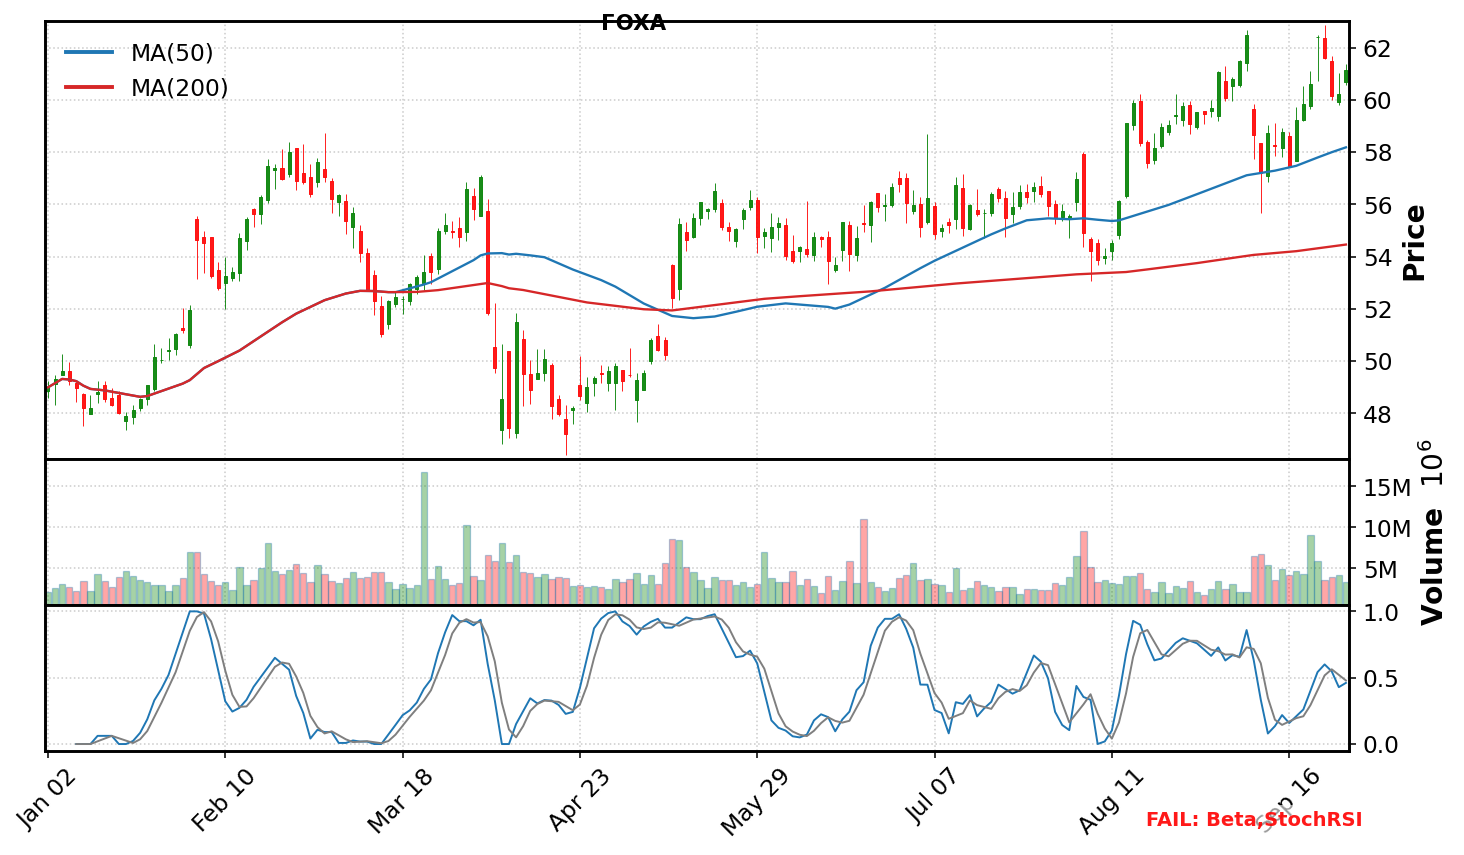 FOXA
MA(50)
MA(200)
62
60
58
56
54
52
50
48
Price
10^6
15M
10M
5M
Volume
1.0
0.5
0.0
Jan 02
Feb 10
Mar 18
Apr 23
May 29
Jul 07
Aug 11
Sep 16
FAIL: Beta,StochRSI